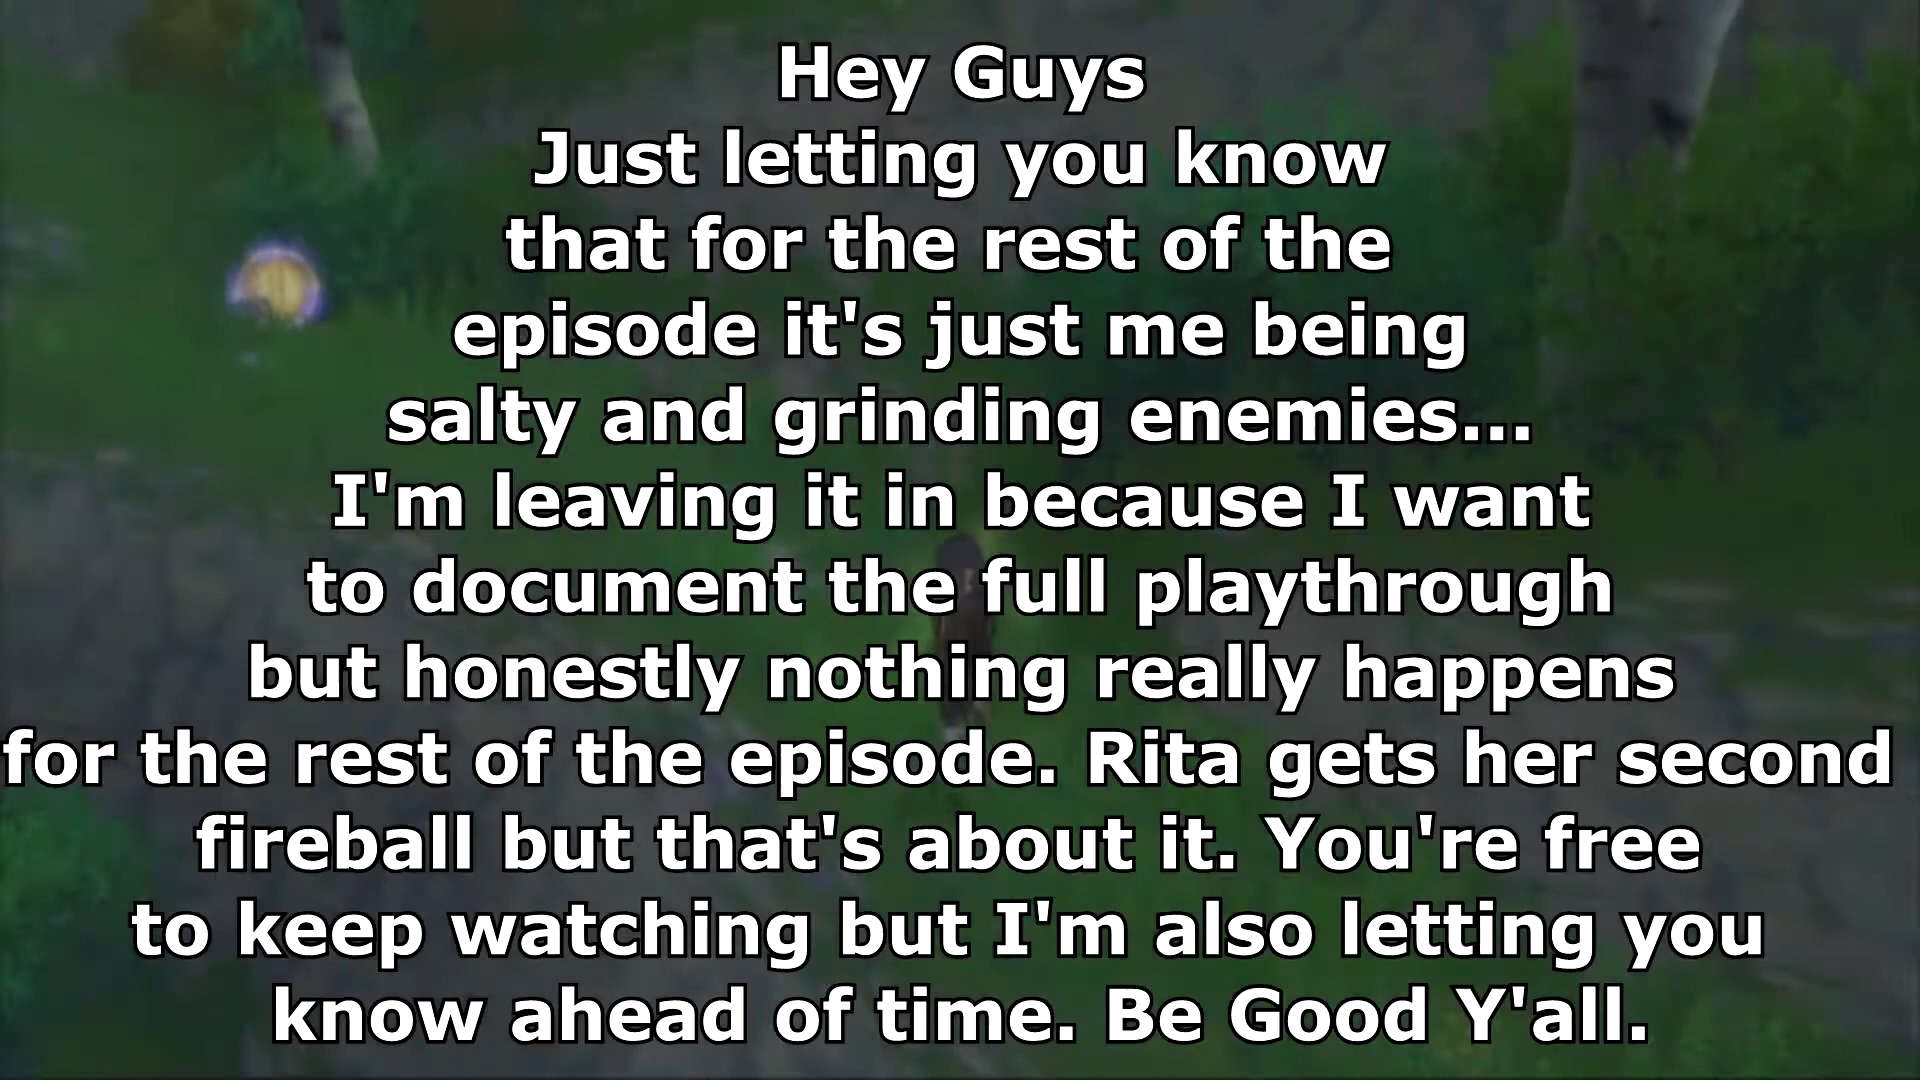 Hey Guys
Just letting you know
that for the rest of the
episode it's just me being
salty and grinding enemies...
I'm leaving it in because I want
to document the full playthrough
but honestly nothing really happens
for the rest of the episode. Rita gets her second
fireball but that's about it. You're free
to keep watching but I'm also letting you
know ahead of time. Be Good Y'all.